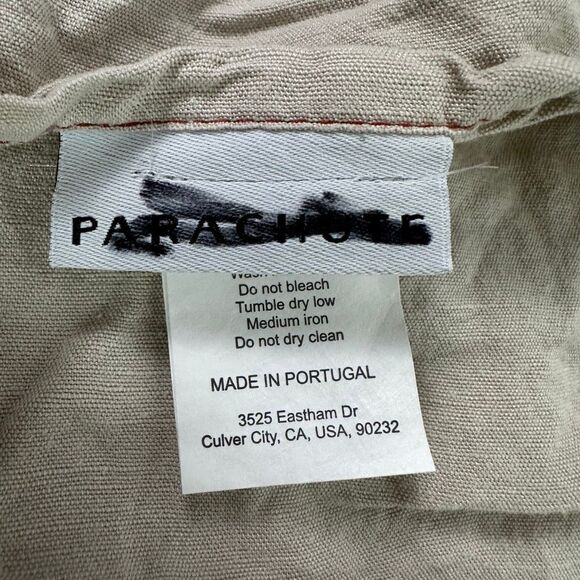 PARACHUTE
Do not bleach
Tumble dry low
Medium iron
Do not dry clean
MADE IN PORTUGAL
3525 Eastham Dr
Culver City, CA, USA, 90232